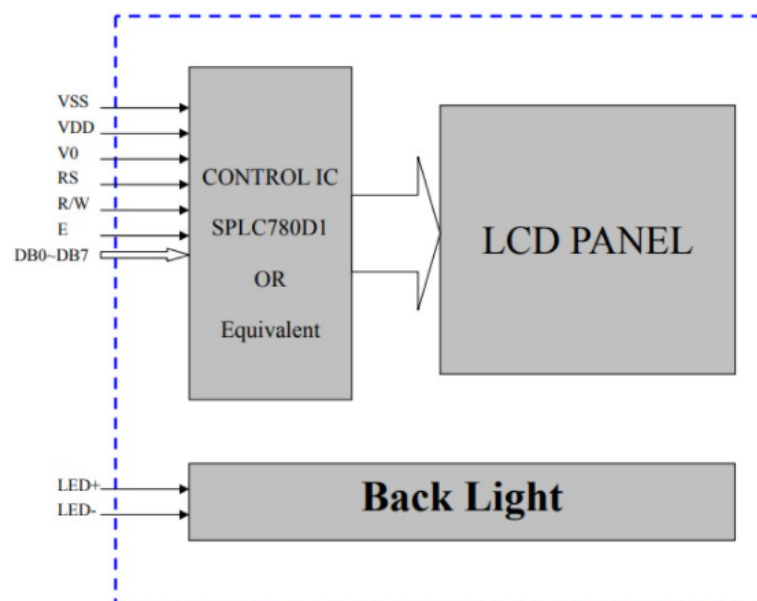 VSS
VDD
V0
RS
R/W
E
DB0~DB7
CONTROL IC
SPLC780D1
OR
Equivalent
LCD PANEL
LED+
LED-
Back Light